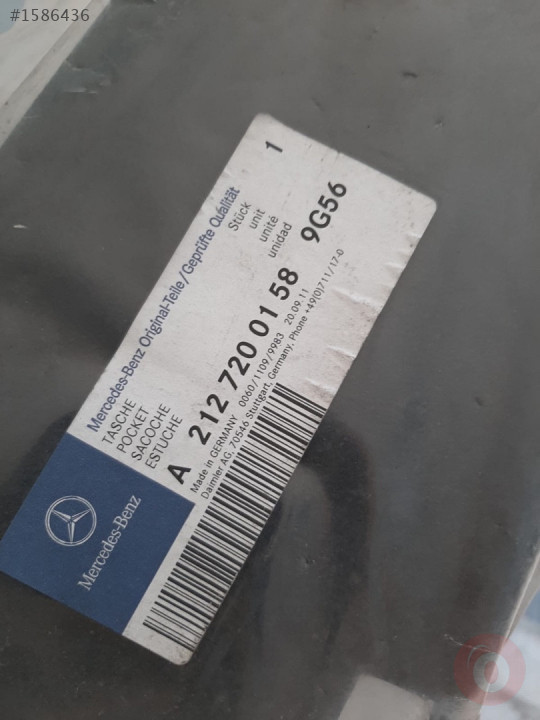 #1586436
Mercedes-Benz Original-Teile/Geprüfte Qualität
TASCHE
POCKET
SACOCHE
ESTUCHE
Stück 1
unit
unité
unidad
A 212 720 01 58 9G56
Made in GERMANY 0060/1109/9983 20.09.11
Daimler AG, 70546 Stuttgart, Germany, Phone +49(0)711/17-0
Mercedes-Benz